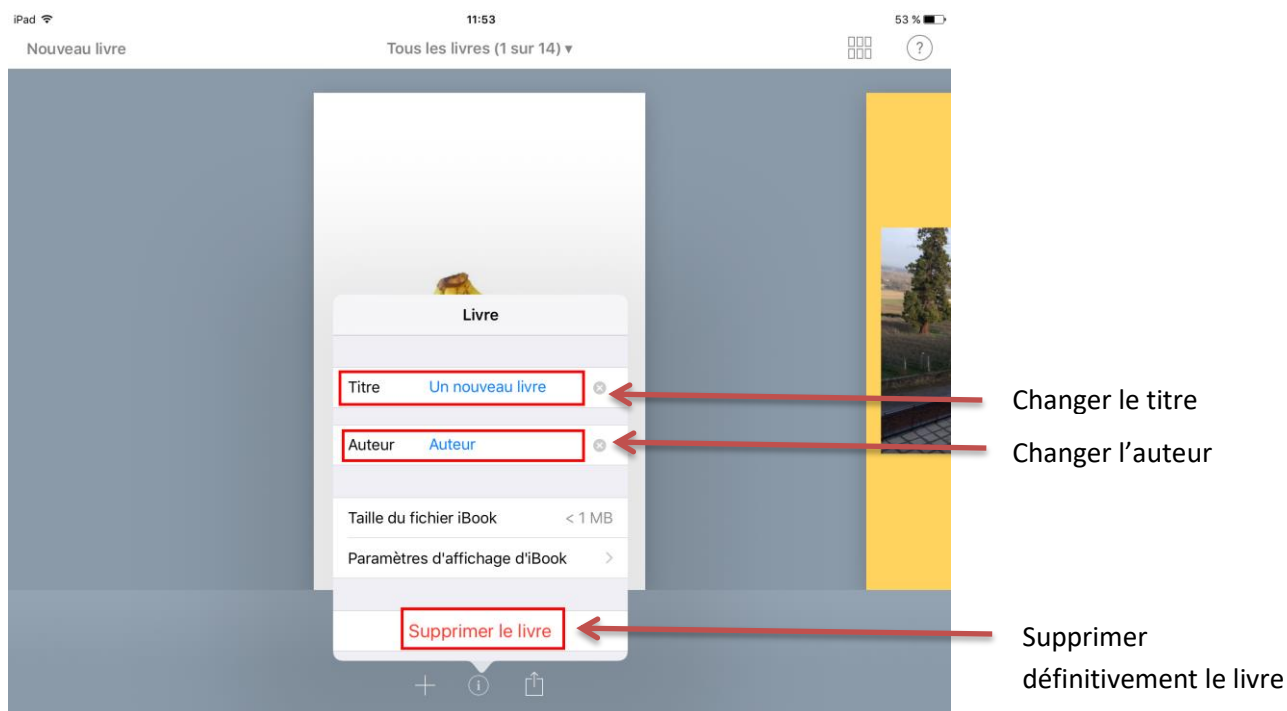 iPad 11:53 53 %
Nouveau livre Tous les livres (1 sur 14) ▾ ?
Livre
Titre Un nouveau livre
Changer le titre
Auteur Auteur
Changer l’auteur
Taille du fichier iBook < 1 MB
Paramètres d'affichage d'iBook >
Supprimer le livre
Supprimer
définitivement le livre